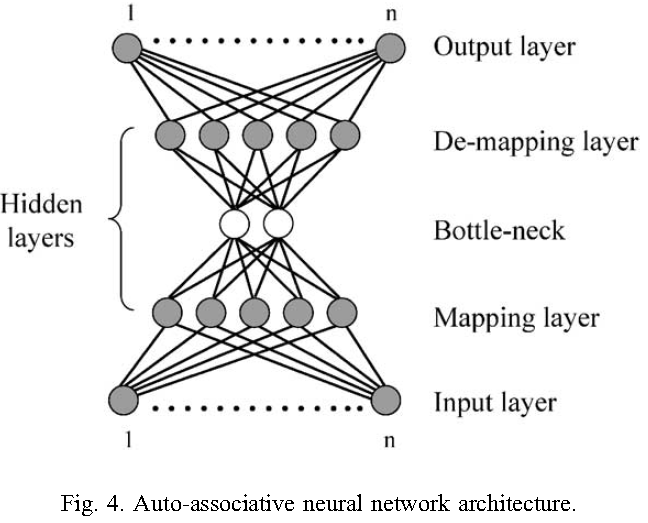 1 n
Output layer
De-mapping layer
Hidden
layers
Bottle-neck
Mapping layer
Input layer
1 n
Fig. 4. Auto-associative neural network architecture.